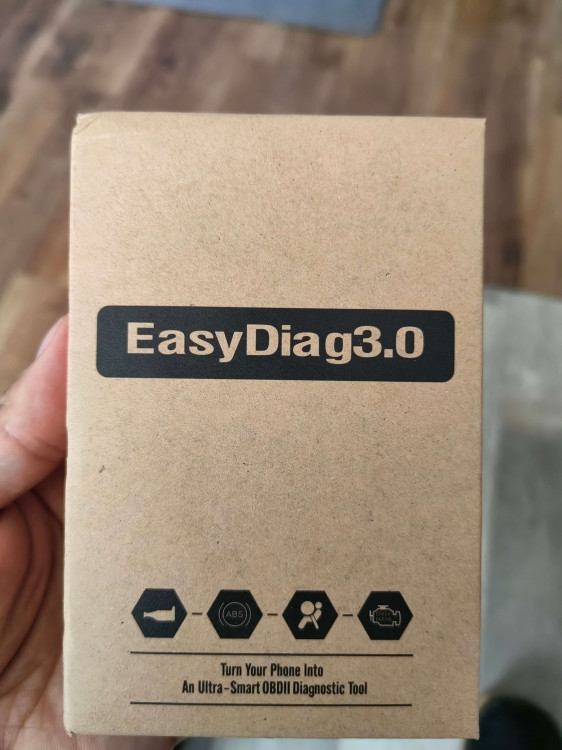 EasyDiag3.0
ABS
Turn Your Phone Into
An Ultra-Smart OBDII Diagnostic Tool